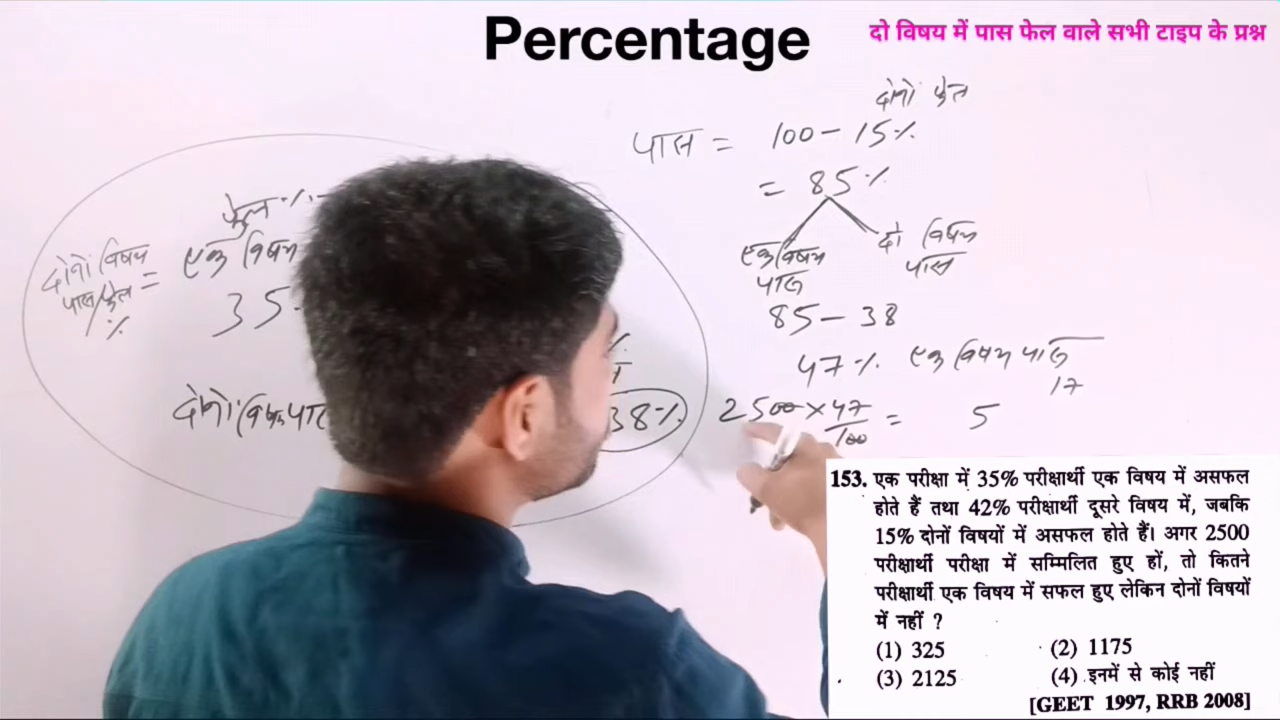 Percentage
दो विषय में पास फेल वाले सभी टाइप के प्रश्न
दोनो फेल
पास = 100 - 15%
= 85%
एक विषय पास
दो विषय पास
85 - 38
47% एक विषय पास
17
2500 × 47/100 = 5
फेल %
दोनो विषय पास/फेल % = एक विषय
35
दोनो विषय
38%
153. एक परीक्षा में 35% परीक्षार्थी एक विषय में असफल
होते हैं तथा 42% परीक्षार्थी दूसरे विषय में, जबकि
15% दोनों विषयों में असफल होते हैं। अगर 2500
परीक्षार्थी परीक्षा में सम्मिलित हुए हों, तो कितने
परीक्षार्थी एक विषय में सफल हुए लेकिन दोनों विषयों
में नहीं ?
(1) 325 (2) 1175
(3) 2125 (4) इनमें से कोई नहीं
[GEET 1997, RRB 2008]